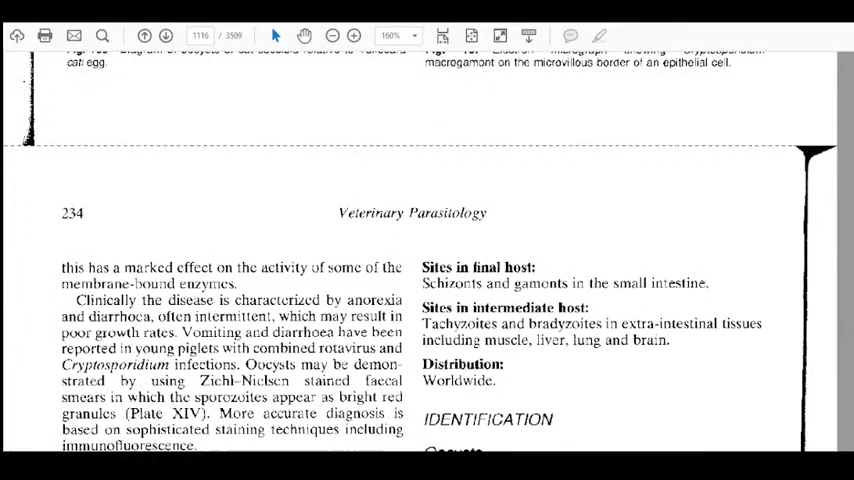 1116 / 3509
160%
cati egg.
macrogamont on the microvillous border of an epithelial cell.
234
Veterinary Parasitology
this has a marked effect on the activity of some of the
membrane-bound enzymes.
Clinically the disease is characterized by anorexia
and diarrhoea, often intermittent, which may result in
poor growth rates. Vomiting and diarrhoea have been
reported in young piglets with combined rotavirus and
Cryptosporidium infections. Oocysts may be demon-
strated by using Ziehl–Nielsen stained faecal
smears in which the sporozoites appear as bright red
granules (Plate XIV). More accurate diagnosis is
based on sophisticated staining techniques including
immunofluorescence.
Sites in final host:
Schizonts and gamonts in the small intestine.
Sites in intermediate host:
Tachyzoites and bradyzoites in extra-intestinal tissues
including muscle, liver, lung and brain.
Distribution:
Worldwide.
IDENTIFICATION